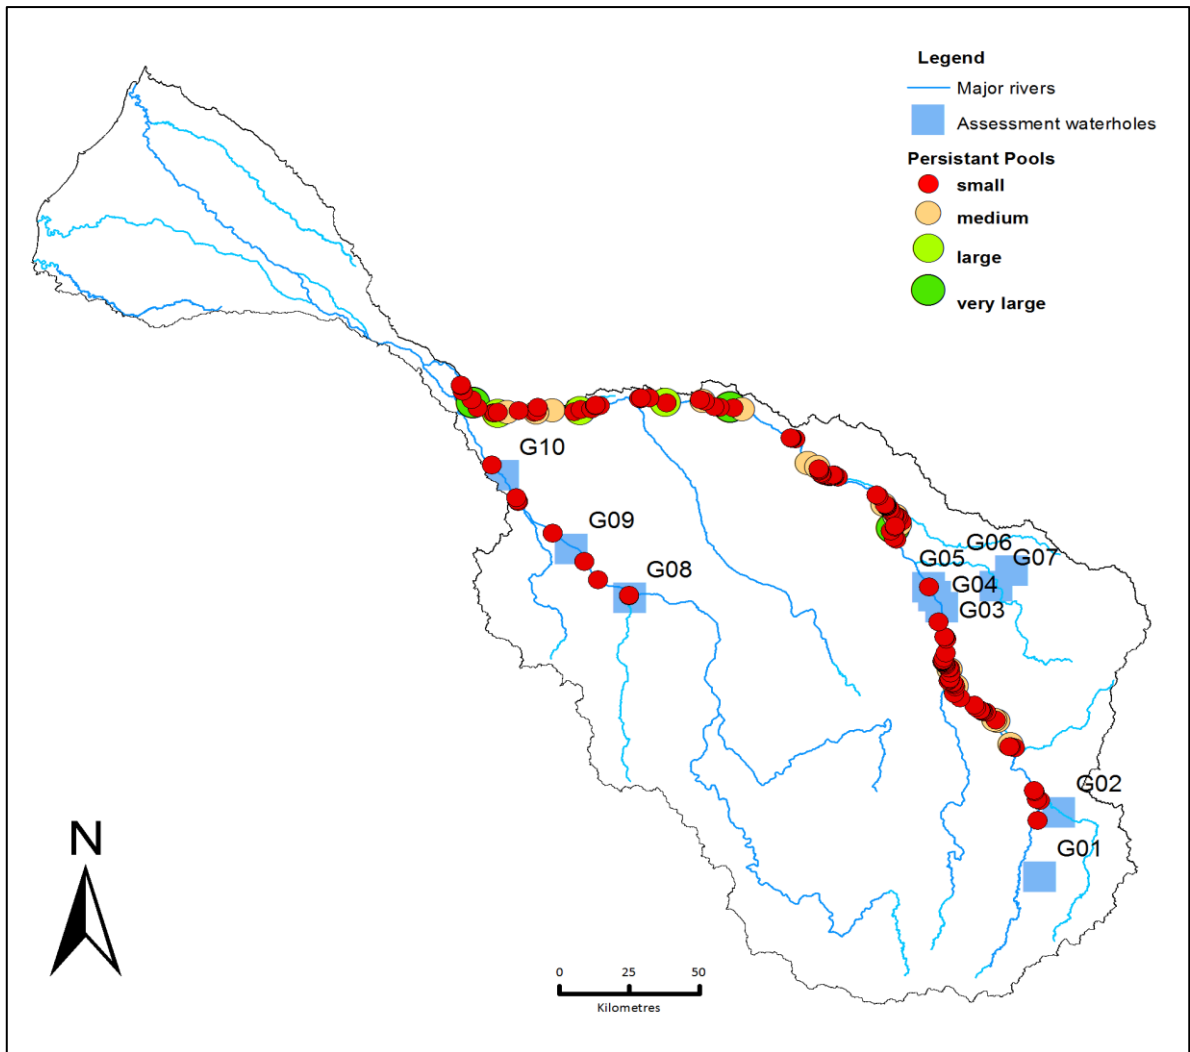 Legend
Major rivers
Assessment waterholes
Persistant Pools
small
medium
large
very large
G10
G09
G08
G06
G05
G07
G04
G03
G02
G01
N
0 25 50
Kilometres